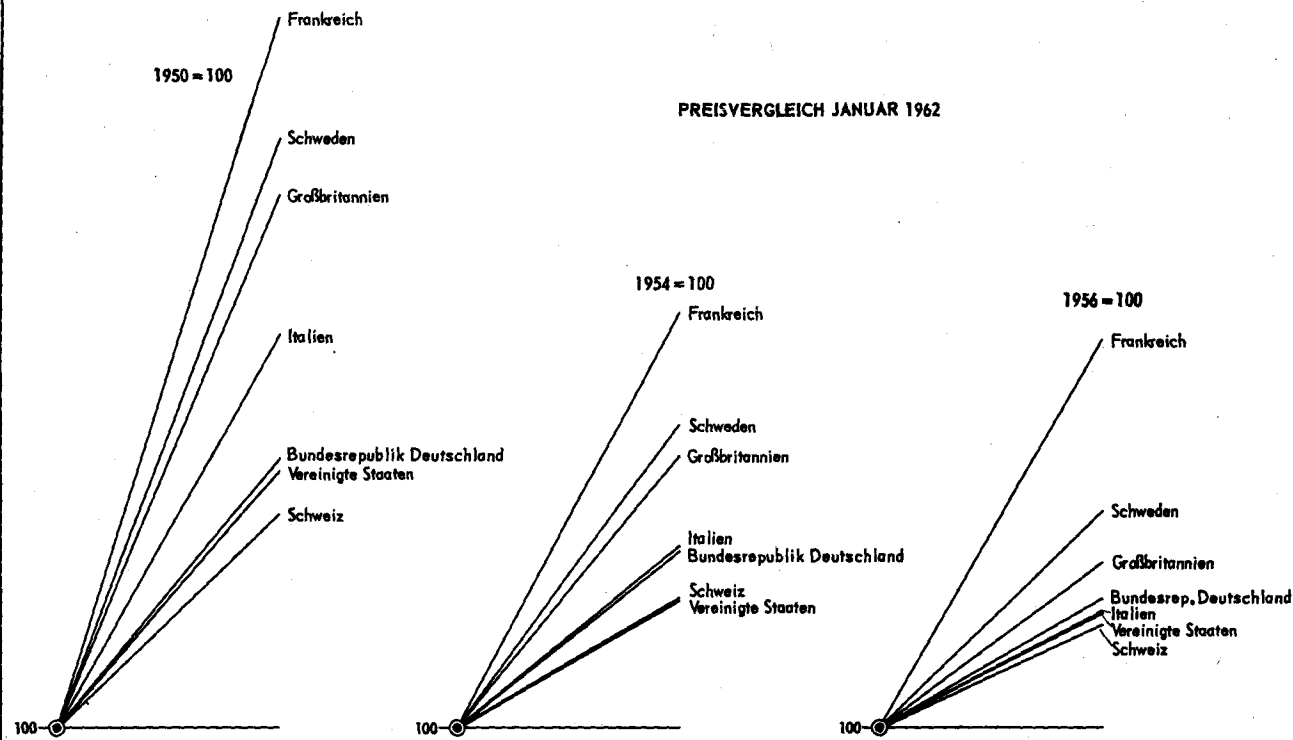 Frankreich
1950=100
Schweden
Großbritannien
Italien
Bundesrepublik Deutschland
Vereinigte Staaten
Schweiz
100
PREISVERGLEICH JANUAR 1962
1954=100
Frankreich
Schweden
Großbritannien
Italien
Bundesrepublik Deutschland
Schweiz
Vereinigte Staaten
100
1956=100
Frankreich
Schweden
Großbritannien
Bundesrep. Deutschland
Italien
Vereinigte Staaten
Schweiz
100